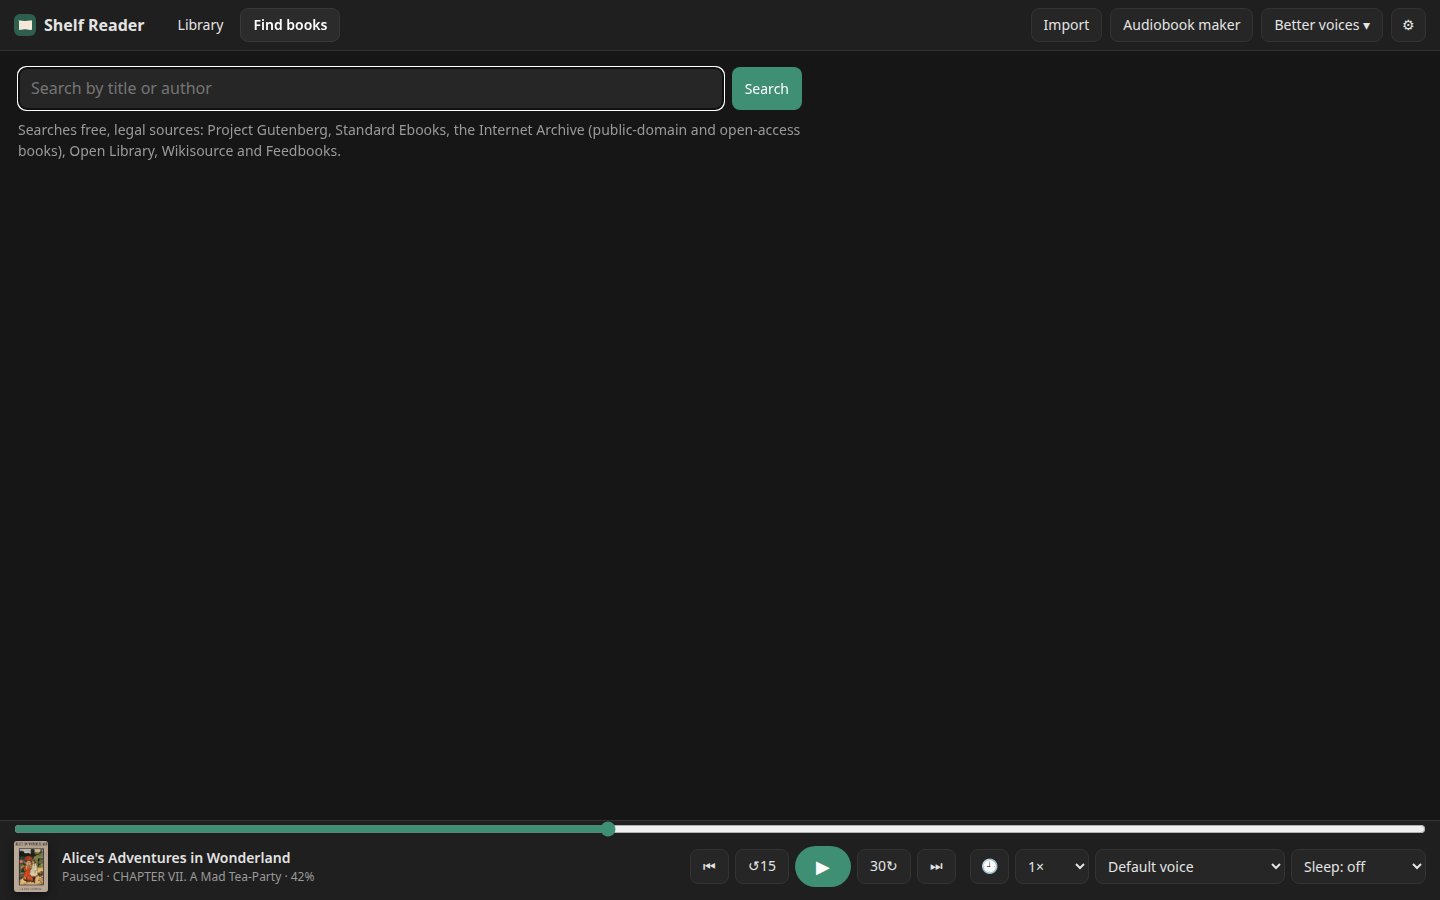 Shelf Reader
Library
Find books
Import
Audiobook maker
Better voices ▾
Search by title or author
Search
Searches free, legal sources: Project Gutenberg, Standard Ebooks, the Internet Archive (public-domain and open-access
books), Open Library, Wikisource and Feedbooks.
Alice's Adventures in Wonderland
Paused · CHAPTER VII. A Mad Tea-Party · 42%
↺15
30↻
1×
Default voice
Sleep: off